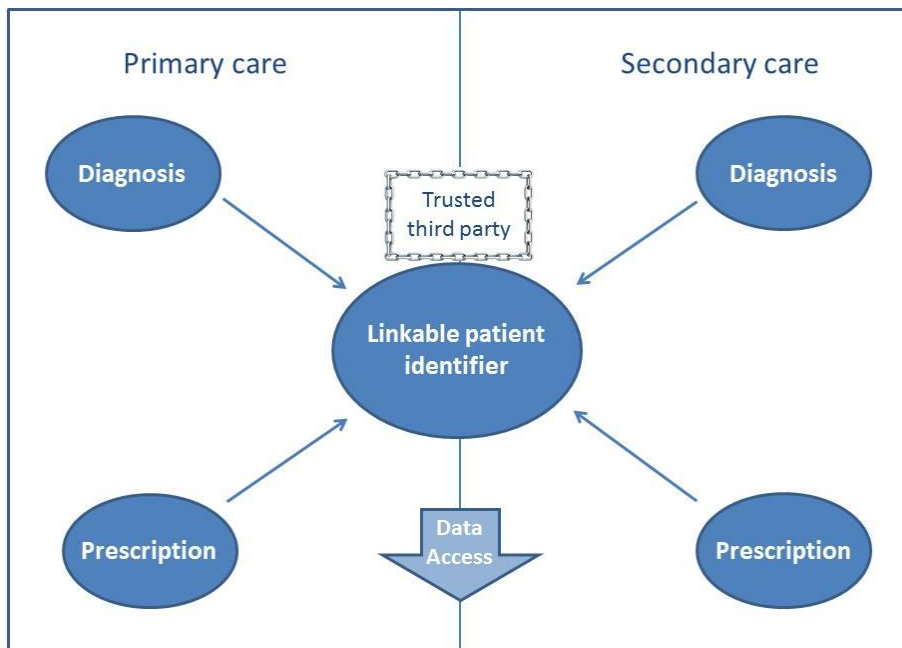 Primary care
Secondary care
Diagnosis
Diagnosis
Trusted
third party
Linkable patient
identifier
Prescription
Data
Access
Prescription